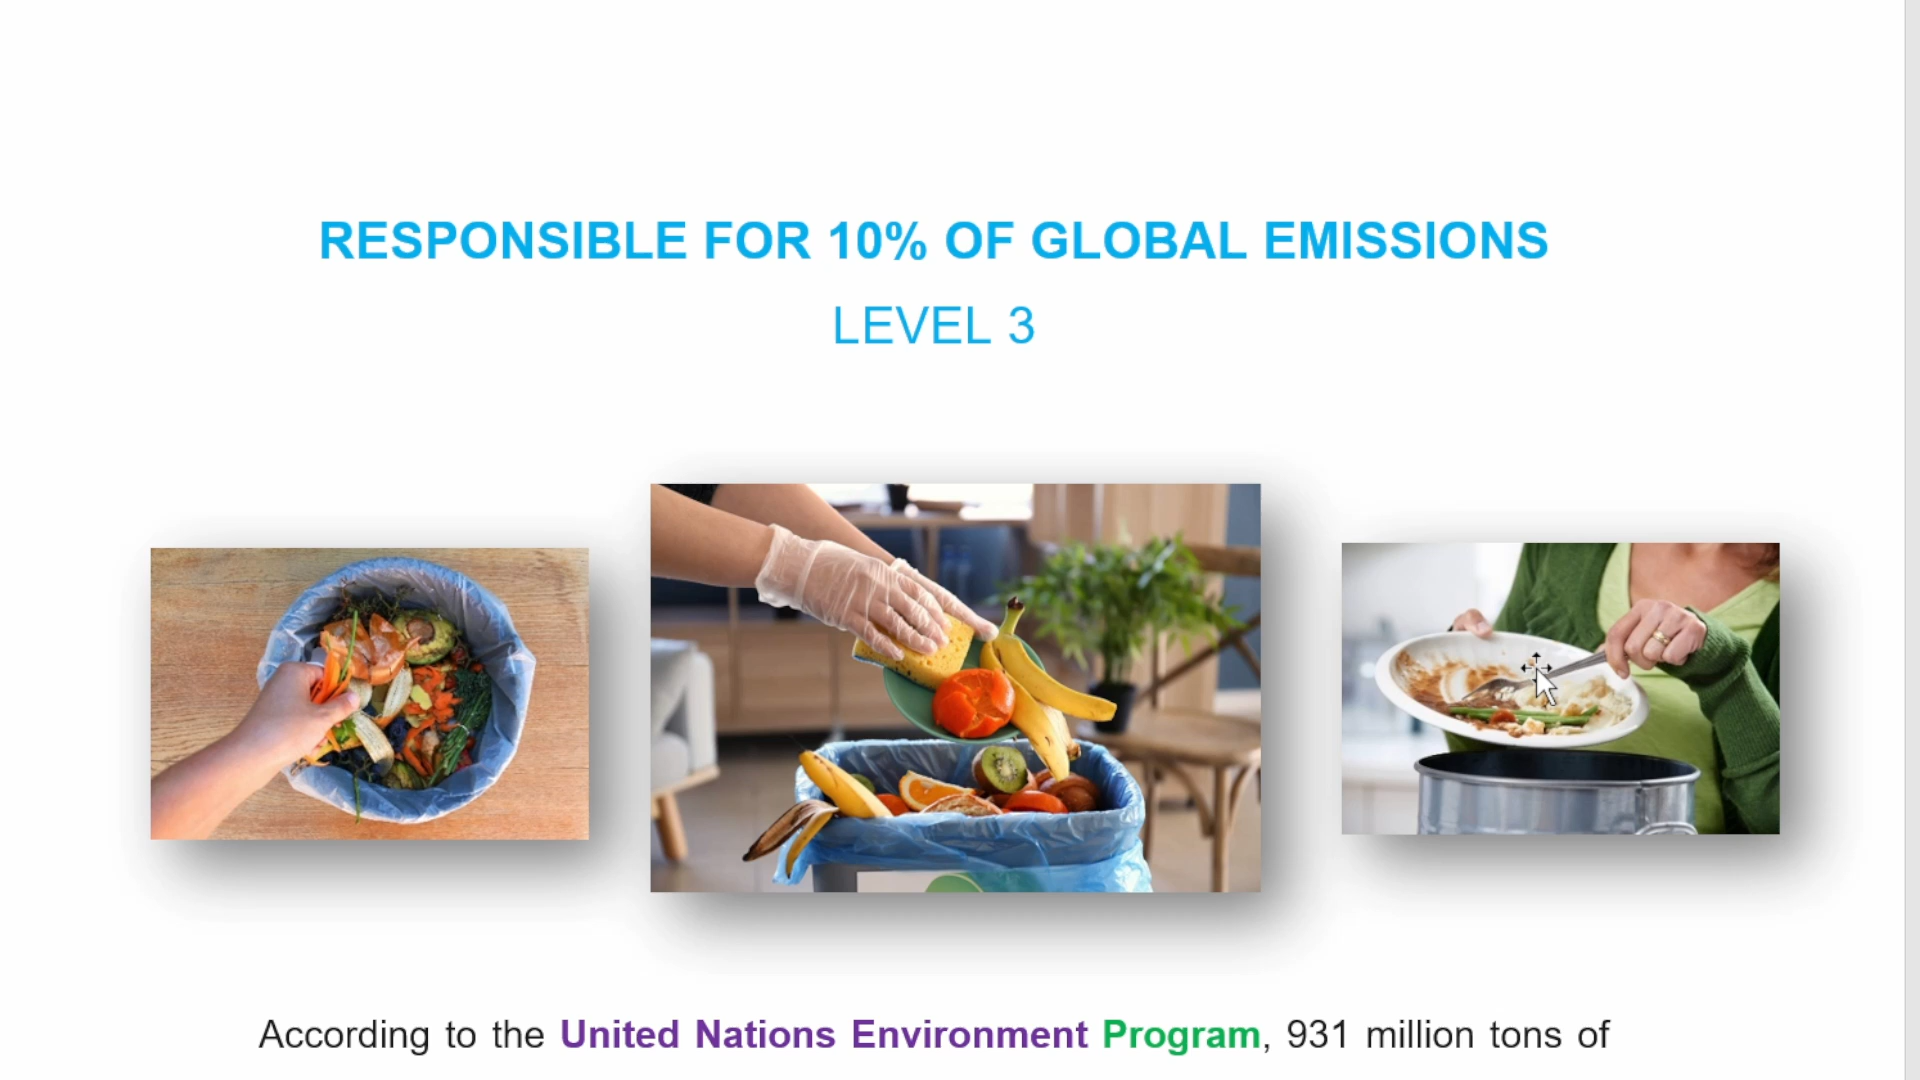 RESPONSIBLE FOR 10% OF GLOBAL EMISSIONS
LEVEL 3
According to the United Nations Environment Program, 931 million tons of